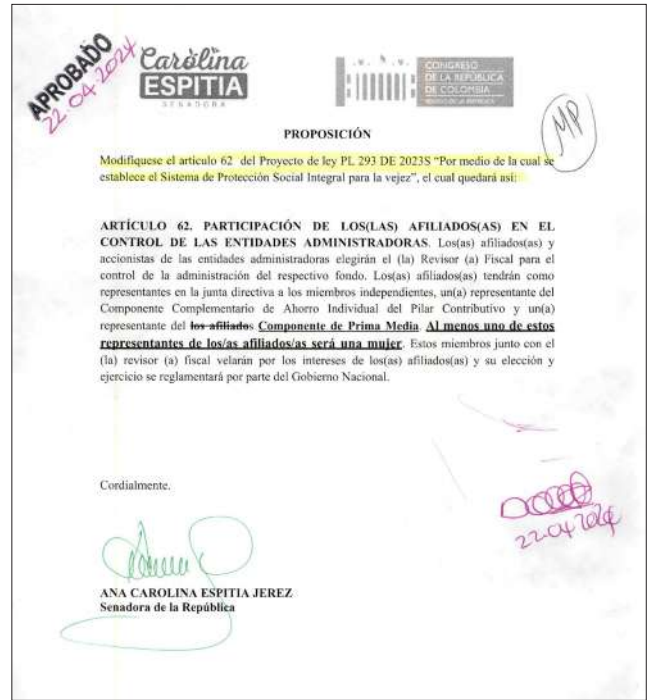 APROBADO
22.04.2024
Carolina
ESPITIA
SENADORA
CONGRESO
DE LA REPÚBLICA
DE COLOMBIA
MP
PROPOSICIÓN
Modifíquese el artículo 62 del Proyecto de ley PL 293 DE 2023S “Por medio de la cual se
establece el Sistema de Protección Social Integral para la vejez”, el cual quedará así:
ARTÍCULO 62. PARTICIPACIÓN DE LOS(LAS) AFILIADOS(AS) EN EL
CONTROL DE LAS ENTIDADES ADMINISTRADORAS. Los(as) afiliados(as) y
accionistas de las entidades administradoras elegirán el (la) Revisor (a) Fiscal para el
control de la administración del respectivo fondo. Los(as) afiliados(as) tendrán como
representantes en la junta directiva a los miembros independientes, un(a) representante del
Componente Complementario de Ahorro Individual del Pilar Contributivo y un(a)
representante del los afiliados Componente de Prima Media. Al menos uno de estos
representantes de los/as afiliados/as será una mujer. Estos miembros junto con el
(la) revisor (a) fiscal velarán por los intereses de los(as) afiliados(as) y su elección y
ejercicio se reglamentará por parte del Gobierno Nacional.
Cordialmente.
22-04 2024
ANA CAROLINA ESPITIA JEREZ
Senadora de la República